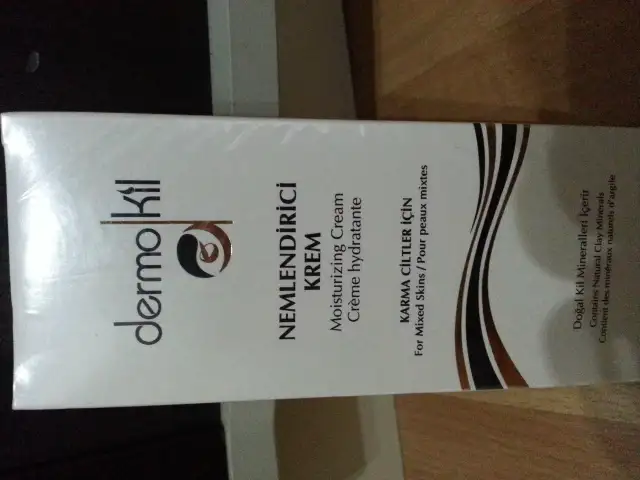 dermokil
NEMLENDİRİCİ
KREM
Moisturizing Cream
Crème hydratante
KARMA CİLTLER İÇİN
For Mixed Skins / Pour peaux mixtes
Doğal Kil Mineralleri İçerir
Contains Natural Clay Minerals
Contient des minéraux naturels d'argile